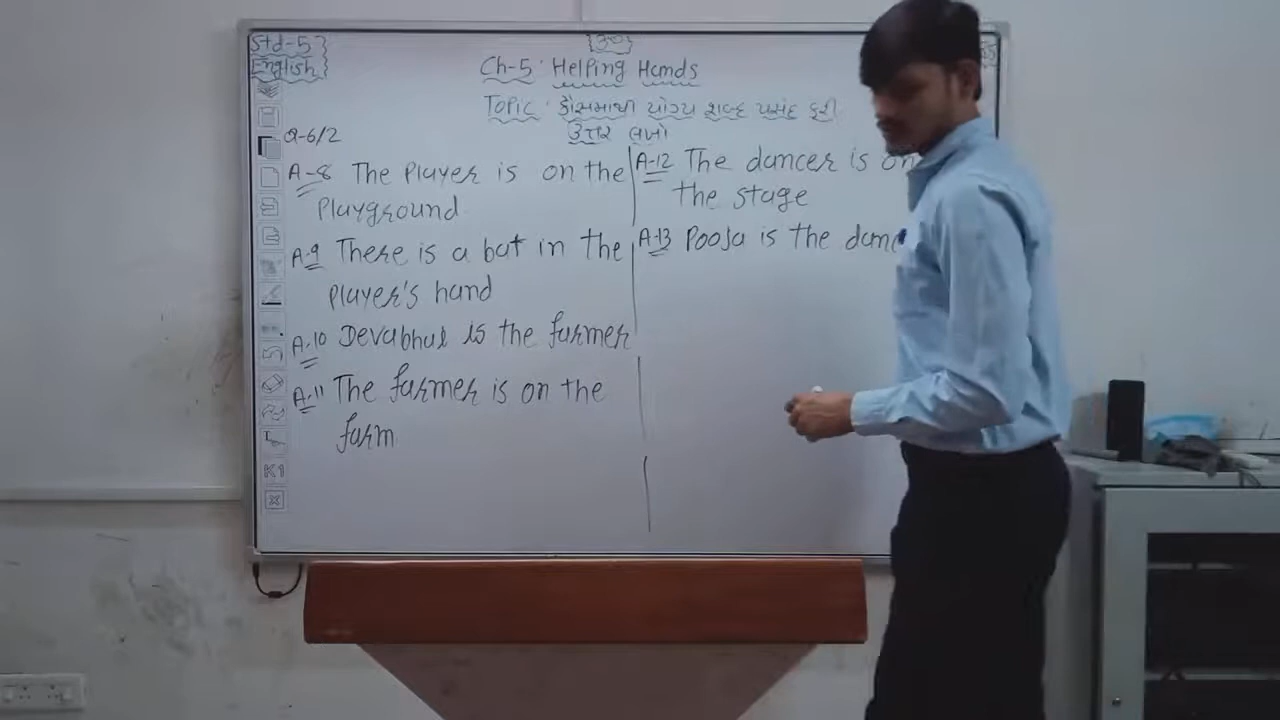 Std-5
English
ॐ
Ch-5 : Helping Hands
Topic : કૌંસમાથી યોગ્ય શબ્દ પસંદ કરી
ઉત્તર લખો
Q-6/2
A-8 The Player is on the
Playground
A-9 There is a bat in the
player's hand
A-10 Devabhai is the farmer
A-11 The farmer is on the
farm
A-12 The dancer is on
the stage
A-13 Pooja is the danc
K1